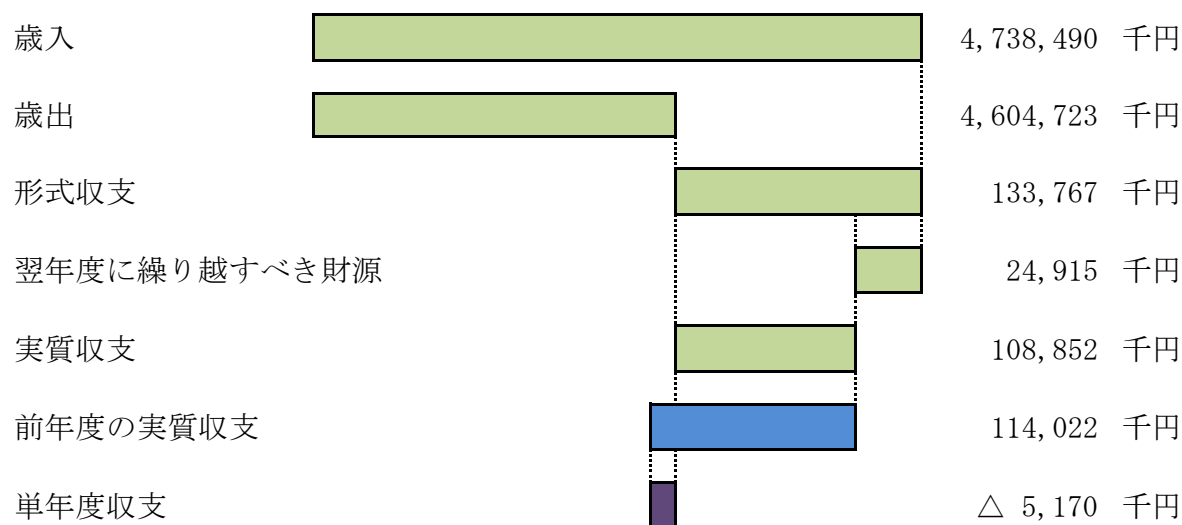 歳入 4,738,490 千円
歳出 4,604,723 千円
形式収支 133,767 千円
翌年度に繰り越すべき財源 24,915 千円
実質収支 108,852 千円
前年度の実質収支 114,022 千円
単年度収支 △ 5,170 千円